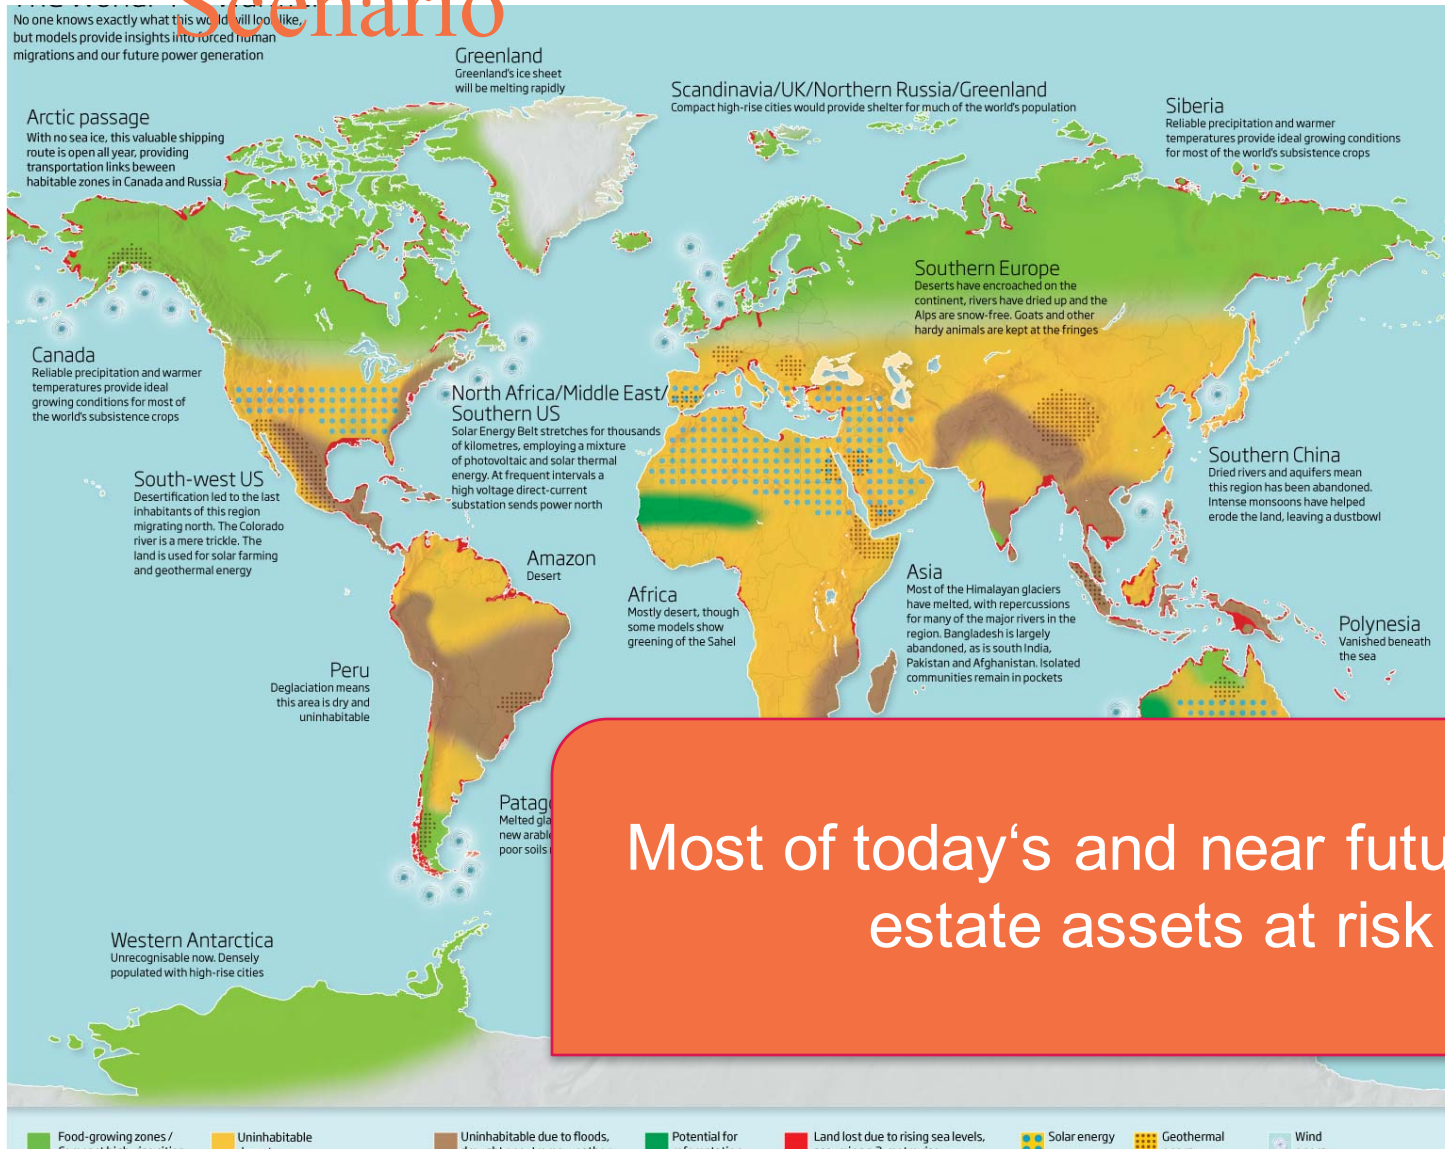 Scenario
No one knows exactly what this world will look like,
but models provide insights into forced human
migrations and our future power generation
Greenland
Greenland's ice sheet
will be melting rapidly
Scandinavia/UK/Northern Russia/Greenland
Compact high-rise cities would provide shelter for much of the world's population
Siberia
Reliable precipitation and warmer
temperatures provide ideal growing conditions
for most of the world's subsistence crops
Arctic passage
With no sea ice, this valuable shipping
route is open all year, providing
transportation links beween
habitable zones in Canada and Russia
Southern Europe
Deserts have encroached on the
continent, rivers have dried up and the
Alps are snow-free. Goats and other
hardy animals are kept at the fringes
Canada
Reliable precipitation and warmer
temperatures provide ideal
growing conditions for most of
the world's subsistence crops
North Africa/Middle East/
Southern US
Solar Energy Belt stretches for thousands
of kilometres, employing a mixture
of photovoltaic and solar thermal
energy. At frequent intervals a
high voltage direct-current
substation sends power north
South-west US
Desertification led to the last
inhabitants of this region
migrating north. The Colorado
river is a mere trickle. The
land is used for solar farming
and geothermal energy
Southern China
Dried rivers and aquifers mean
this region has been abandoned.
Intense monsoons have helped
erode the land, leaving a dustbowl
Amazon
Desert
Africa
Mostly desert, though
some models show
greening of the Sahel
Asia
Most of the Himalayan glaciers
have melted, with repercussions
for many of the major rivers in the
region. Bangladesh is largely
abandoned, as is south India,
Pakistan and Afghanistan. Isolated
communities remain in pockets
Polynesia
Vanished beneath
the sea
Peru
Deglaciation means
this area is dry and
uninhabitable
Patag
Melted gla
new arable
poor soils
Most of today‘s and near futu
estate assets at risk
Western Antarctica
Unrecognisable now. Densely
populated with high-rise cities
Food-growing zones /
Uninhabitable
Uninhabitable due to floods,
Potential for
Land lost due to rising sea levels,
Solar energy
Geothermal
Wind